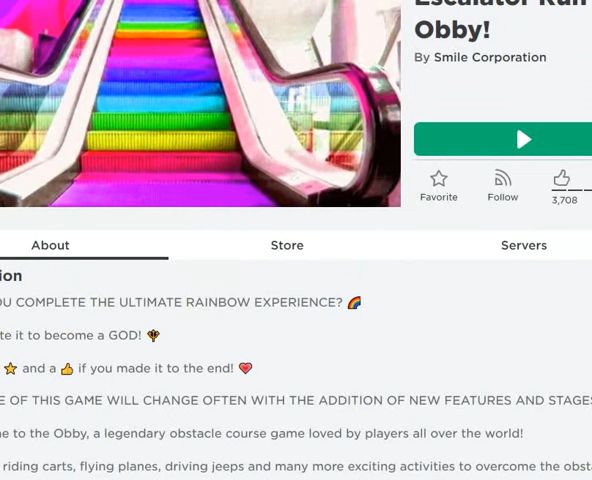 Escalator Run
Obby!
By Smile Corporation
Favorite
Follow
3,708
About
Store
Servers
ion
OU COMPLETE THE ULTIMATE RAINBOW EXPERIENCE? 🌈
te it to become a GOD!
⭐ and a 👍 if you made it to the end! ❤️
E OF THIS GAME WILL CHANGE OFTEN WITH THE ADDITION OF NEW FEATURES AND STAGES
e to the Obby, a legendary obstacle course game loved by players all over the world!
riding carts, flying planes, driving jeeps and many more exciting activities to overcome the obsta